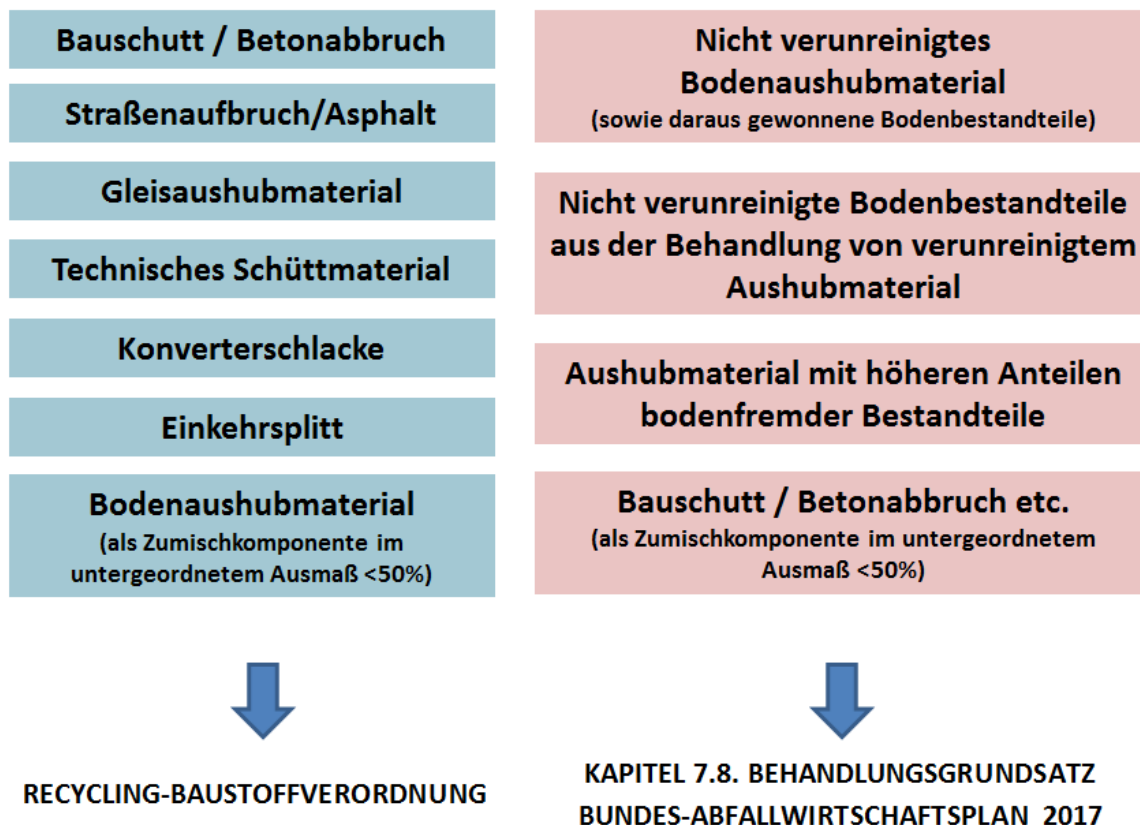 Bauschutt / Betonabbruch
Straßenaufbruch/Asphalt
Gleisaushubmaterial
Technisches Schüttmaterial
Konverterschlacke
Einkehrsplitt
Bodenaushubmaterial
(als Zumischkomponente im
untergeordnetem Ausmaß <50%)
RECYCLING-BAUSTOFFVERORDNUNG
Nicht verunreinigtes
Bodenaushubmaterial
(sowie daraus gewonnene Bodenbestandteile)
Nicht verunreinigte Bodenbestandteile
aus der Behandlung von verunreinigtem
Aushubmaterial
Aushubmaterial mit höheren Anteilen
bodenfremder Bestandteile
Bauschutt / Betonabbruch etc.
(als Zumischkomponente im untergeordnetem
Ausmaß <50%)
KAPITEL 7.8. BEHANDLUNGSGRUNDSATZ
BUNDES-ABFALLWIRTSCHAFTSPLAN 2017